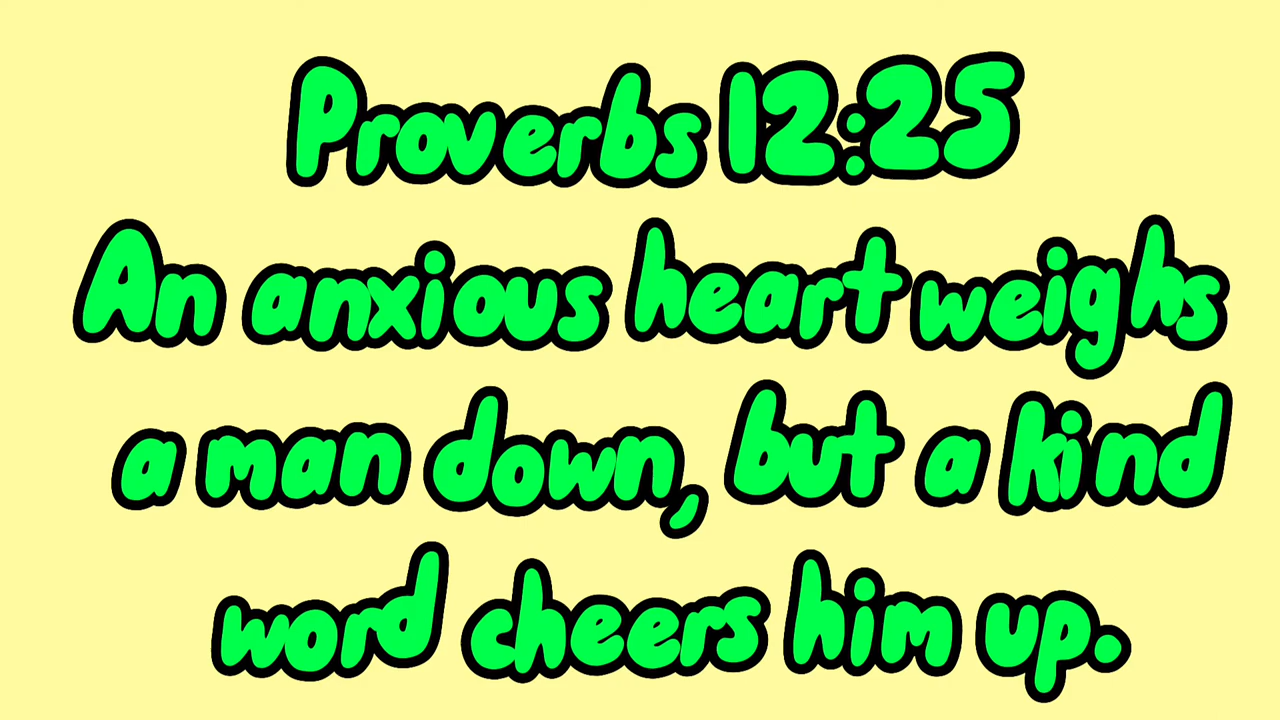 Proverbs 12:25
An anxious heart weighs
a man down, but a kind
word cheers him up.